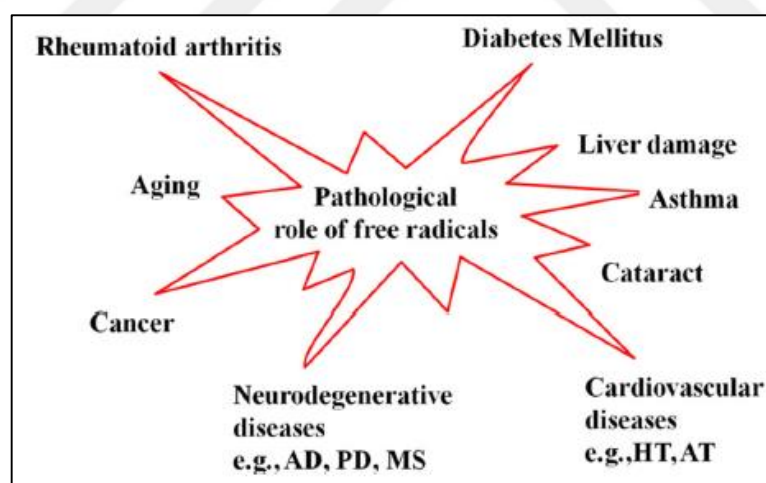 Rheumatoid arthritis
Diabetes Mellitus
Liver damage
Aging
Asthma
Pathological
role of free radicals
Cataract
Cancer
Neurodegenerative
diseases
e.g., AD, PD, MS
Cardiovascular
diseases
e.g.,HT, AT